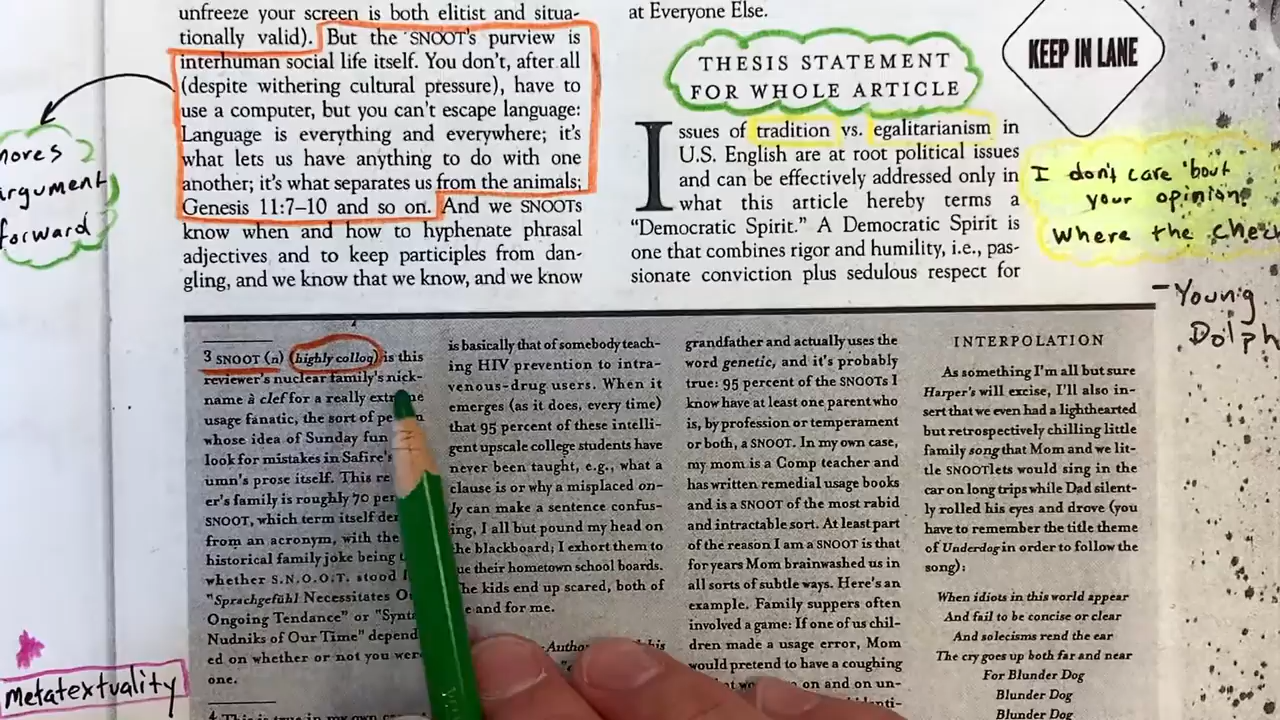 unfreeze your screen is both elitist and situa-
tionally valid). But the SNOOT's purview is
interhuman social life itself. You don't, after all
(despite withering cultural pressure), have to
use a computer, but you can't escape language:
Language is everything and everywhere; it's
what lets us have anything to do with one
another; it's what separates us from the animals;
Genesis 11:7–10 and so on. And we SNOOTs
know when and how to hyphenate phrasal
adjectives and to keep participles from dan-
gling, and we know that we know, and we know
at Everyone Else.
THESIS STATEMENT
FOR WHOLE ARTICLE
Issues of tradition vs. egalitarianism in
U.S. English are at root political issues
and can be effectively addressed only in
what this article hereby terms a
"Democratic Spirit." A Democratic Spirit is
one that combines rigor and humility, i.e., pas-
sionate conviction plus sedulous respect for
KEEP IN LANE
I don't care 'bout
your opinion
Where the
– Young
Dolph
argument
forward
metatextuality
3 SNOOT (n) (highly colloq) is this
reviewer's nuclear family's nick-
name à clef for a really extreme
usage fanatic, the sort of
whose idea of Sunday fun
look for mistakes in Safire's
umn's prose itself. This
er's family is roughly 70
SNOOT, which term itself
from an acronym, with the
historical family joke being
whether S.N.O.O.T. stood
"Sprachgefühl Necessitates
Ongoing Tendance" or
Nudniks of Our Time" depend
ed on whether or not you were
one.
4 This is true in my own
is basically that of somebody teach-
ing HIV prevention to intra-
venous-drug users. When it
emerges (as it does, every time)
that 95 percent of these intelli-
gent upscale college students have
never been taught, e.g., what a
clause is or why a misplaced on-
ly can make a sentence confus-
ing, I all but pound my head on
the blackboard; I exhort them to
their hometown school boards.
The kids end up scared, both of
me and for me.
grandfather and actually uses the
word genetic, and it's probably
true: 95 percent of the SNOOTs I
know have at least one parent who
is, by profession or temperament
or both, a SNOOT. In my own case,
my mom is a Comp teacher and
has written remedial usage books
and is a SNOOT of the most rabid
and intractable sort. At least part
of the reason I am a SNOOT is that
for years Mom brainwashed us in
all sorts of subtle ways. Here's an
example. Family suppers often
involved a game: If one of us chil-
dren made a usage error, Mom
would pretend to have a coughing
on and on un-
INTERPOLATION
As something I'm all but sure
Harper's will excise, I'll also in-
sert that we even had a lighthearted
but retrospectively chilling little
family song that Mom and we lit-
tle SNOOTlets would sing in the
car on long trips while Dad silent-
ly rolled his eyes and drove (you
have to remember the title theme
of Underdog in order to follow the
song):
When idiots in this world appear
And fail to be concise or clear
And solecisms rend the ear
The cry goes up both far and near
For Blunder Dog
Blunder Dog
Blunder Dog